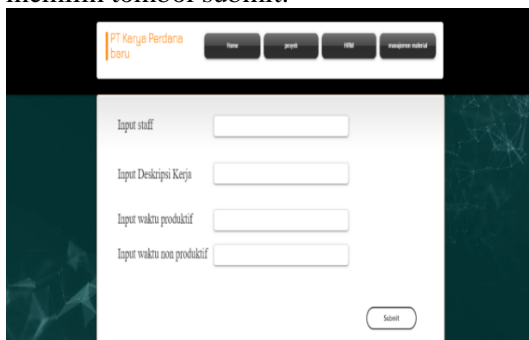 memilih tombol submit.
PT Karya Perdana
baru
Home
proyek
HRM
manajemen material
Input staff
Input Deskripsi Kerja
Input waktu produktif
Input waktu non produktif
Submit